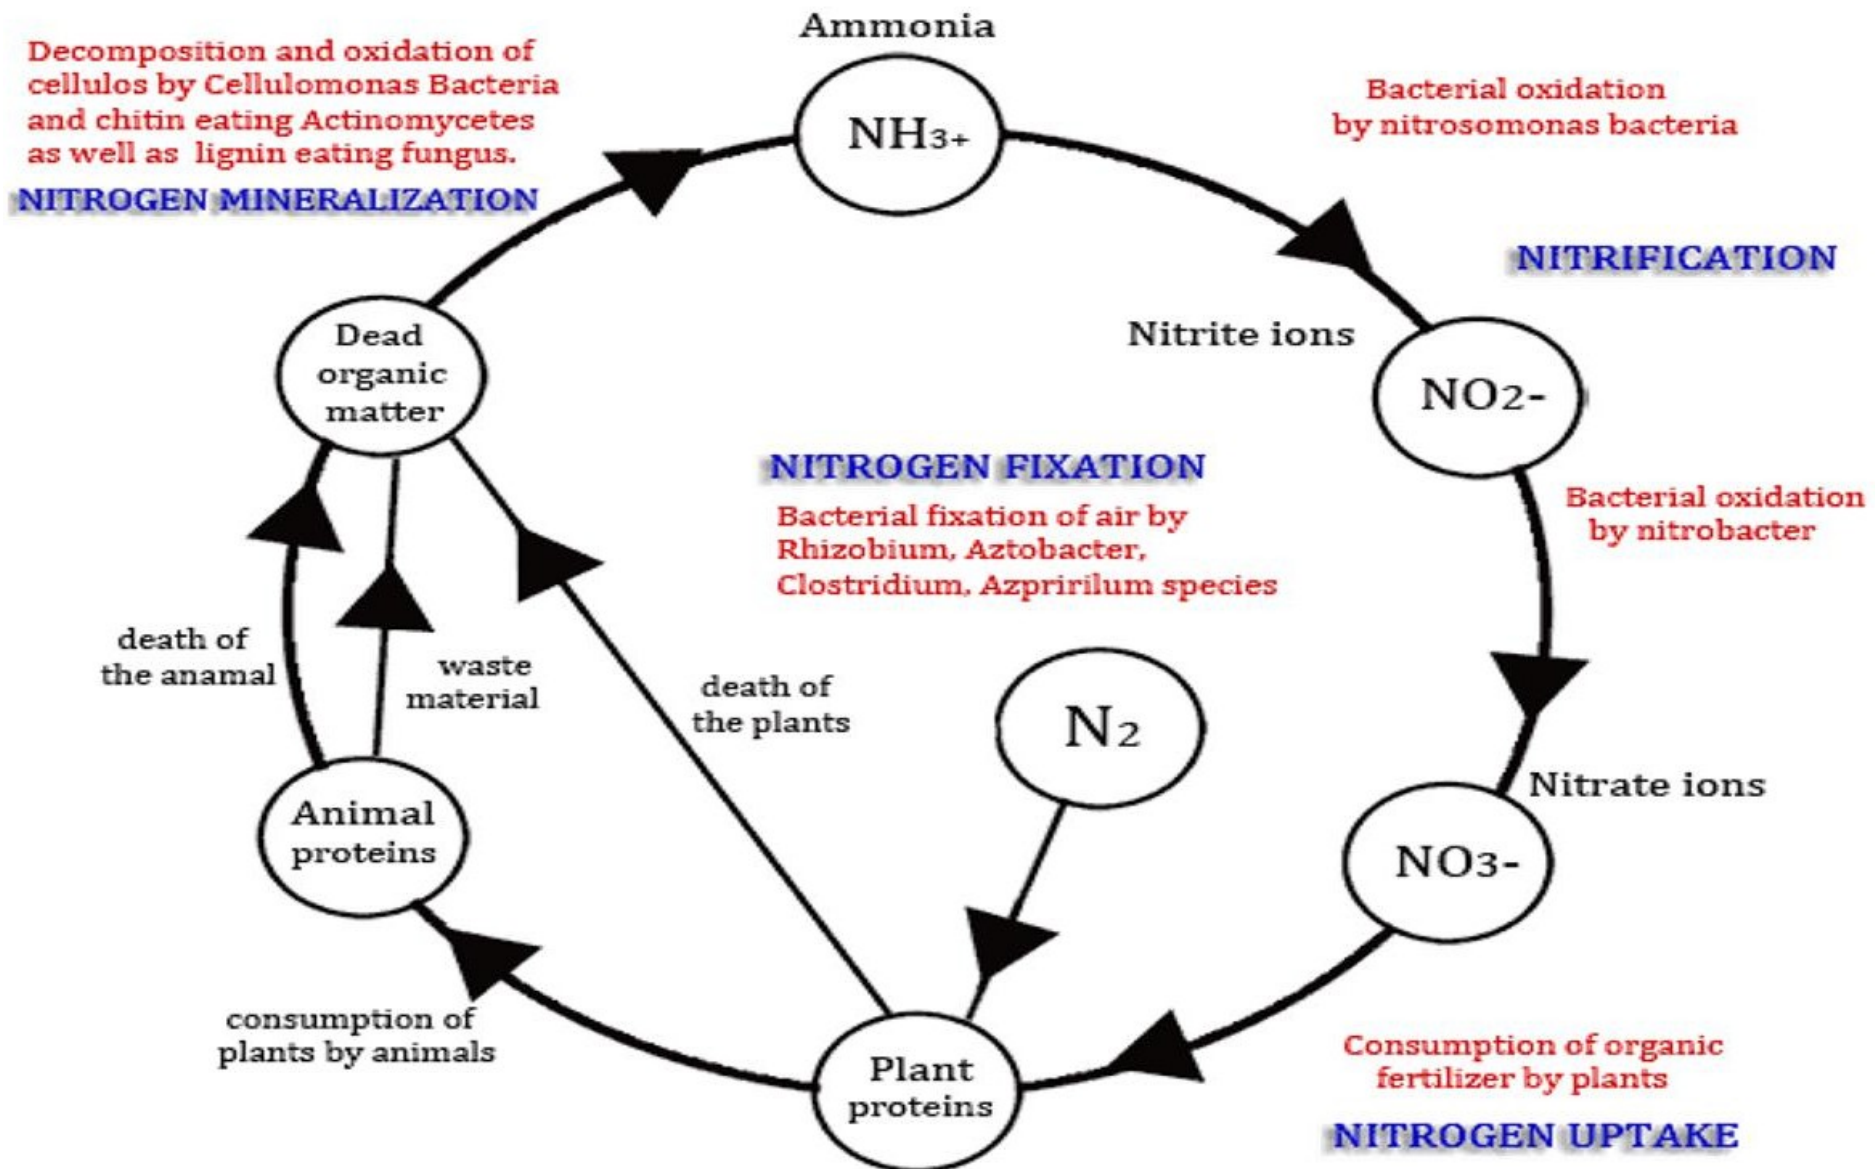 Ammonia
NH3+
Decomposition and oxidation of
cellulos by Cellulomonas Bacteria
and chitin eating Actinomycetes
as well as lignin eating fungus.
NITROGEN MINERALIZATION
Bacterial oxidation
by nitrosomonas bacteria
NITRIFICATION
Nitrite ions
NO2-
Dead
organic
matter
NITROGEN FIXATION
Bacterial fixation of air by
Rhizobium, Aztobacter,
Clostridium, Azpririlum species
Bacterial oxidation
by nitrobacter
death of
the anamal
waste
material
death of
the plants
N2
Nitrate ions
NO3-
Animal
proteins
consumption of
plants by animals
Plant
proteins
Consumption of organic
fertilizer by plants
NITROGEN UPTAKE